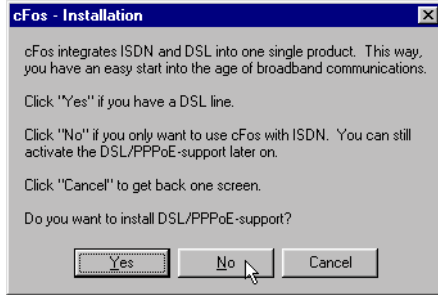 cFos - Installation
cFos integrates ISDN and DSL into one single product. This way,
you have an easy start into the age of broadband communications.
Click "Yes" if you have a DSL line.
Click "No" if you only want to use cFos with ISDN. You can still
activate the DSL/PPPoE-support later on.
Click "Cancel" to get back one screen.
Do you want to install DSL/PPPoE-support?
Yes No Cancel